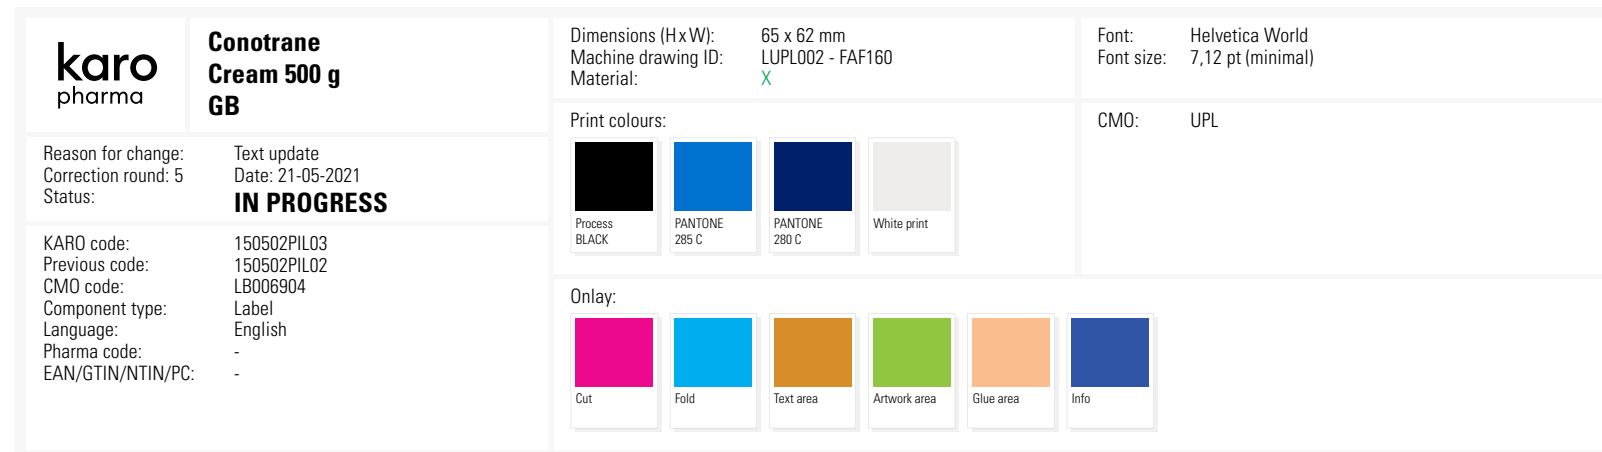 karo
pharma
Conotrane
Cream 500 g
GB
Reason for change: Text update
Correction round: 5 Date: 21-05-2021
Status: IN PROGRESS
KARO code: 150502PIL03
Previous code: 150502PIL02
CMO code: LB006904
Component type: Label
Language: English
Pharma code: -
EAN/GTIN/NTIN/PC: -
Dimensions (HxW): 65 x 62 mm
Machine drawing ID: LUPL002 - FAF160
Material: X
Print colours:
Process
BLACK
PANTONE
285 C
PANTONE
280 C
White print
Onlay:
Cut
Fold
Text area
Artwork area
Glue area
Info
Font: Helvetica World
Font size: 7,12 pt (minimal)
CMO: UPL